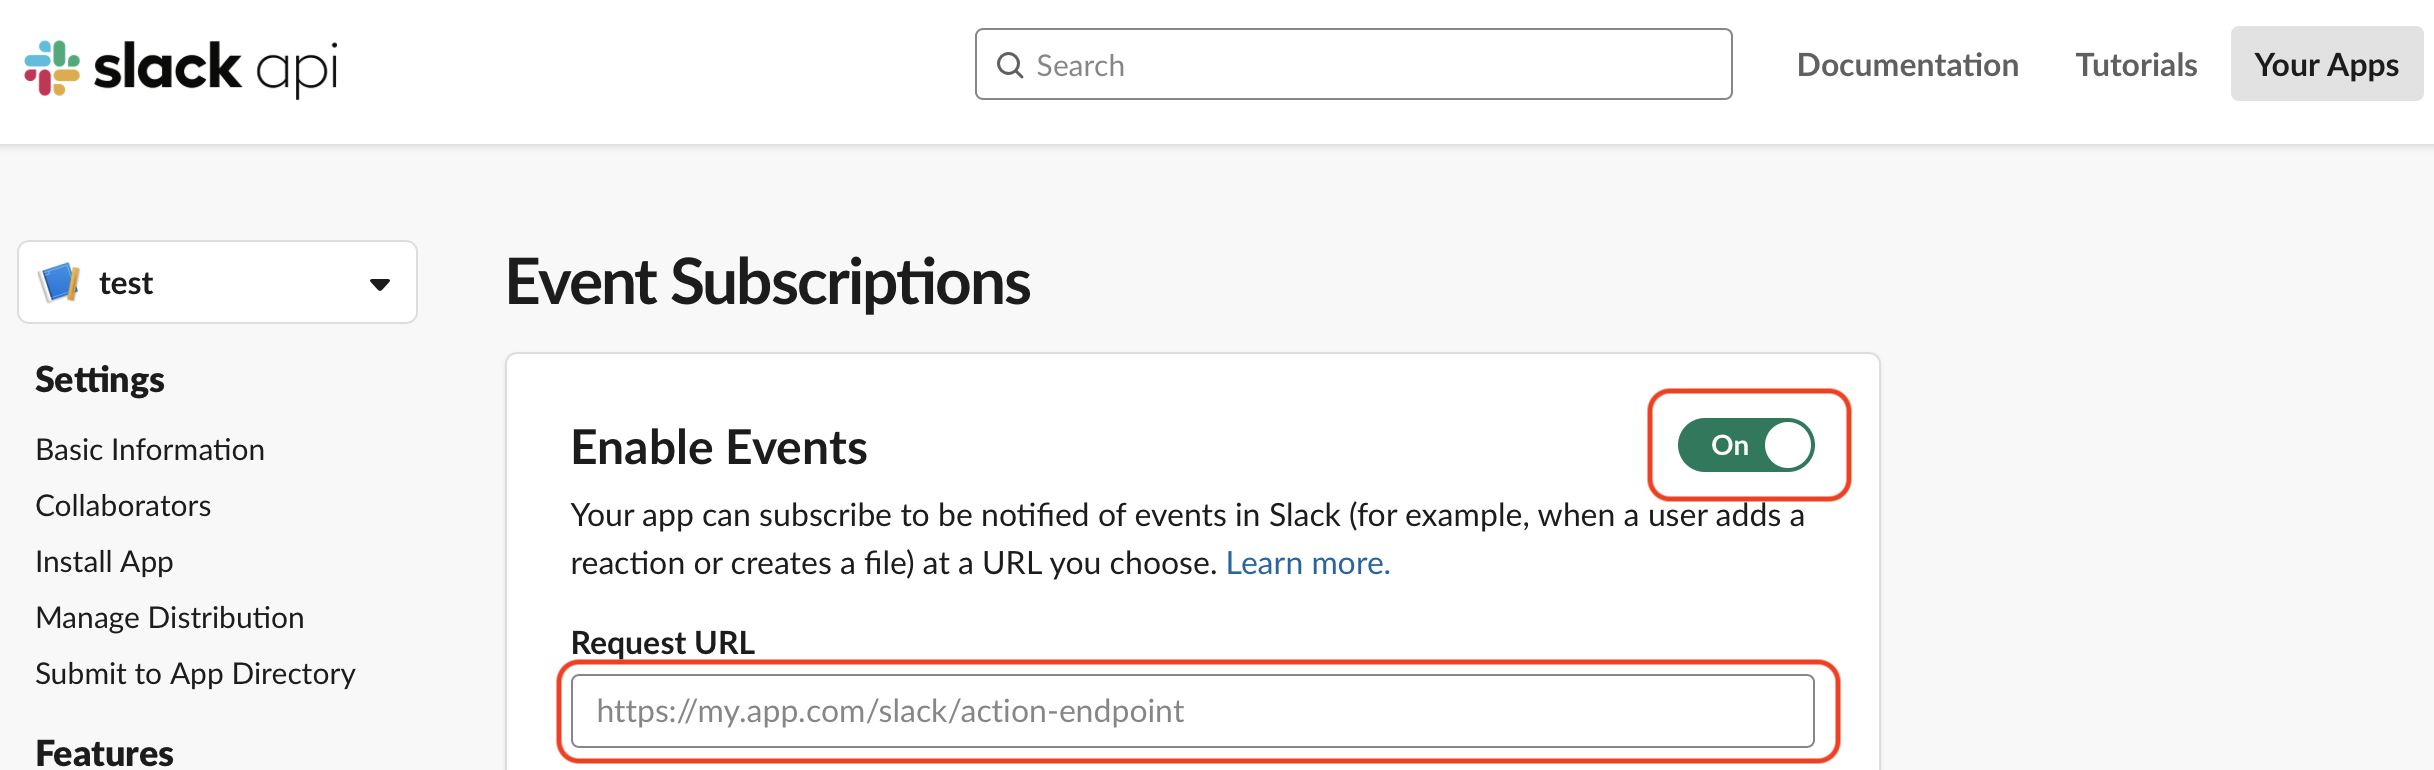 slack api
Search
Documentation
Tutorials
Your Apps
test
Settings
Basic Information
Collaborators
Install App
Manage Distribution
Submit to App Directory
Features
Event Subscriptions
Enable Events
On
Your app can subscribe to be notified of events in Slack (for example, when a user adds a
reaction or creates a file) at a URL you choose. Learn more.
Request URL
https://my.app.com/slack/action-endpoint